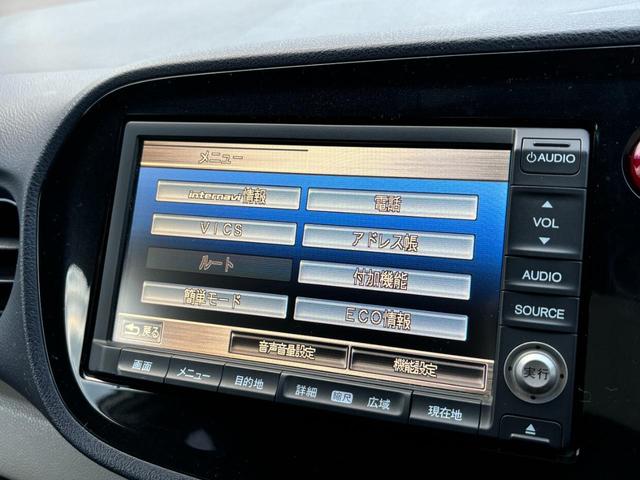 メニュー
internavi情報
電話
VICS
アドレス帳
ルート
付加機能
簡単モード
ECO情報
戻る
音声音量設定
機能設定
画面
メニュー
目的地
詳細 縮尺 広域
現在地
AUDIO
VOL
AUDIO
SOURCE
実行